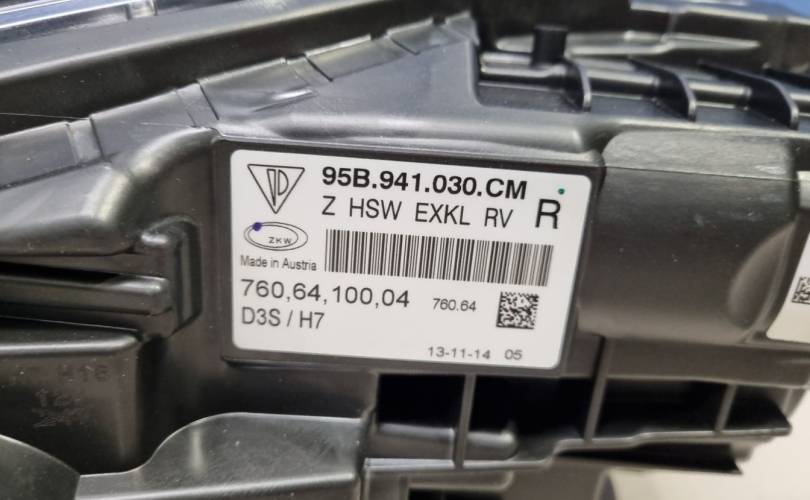 95B.941.030.CM
Z HSW EXKL RV R
ZKW
Made in Austria
760,64,100,04 760.64
D3S / H7
13-11-14 05